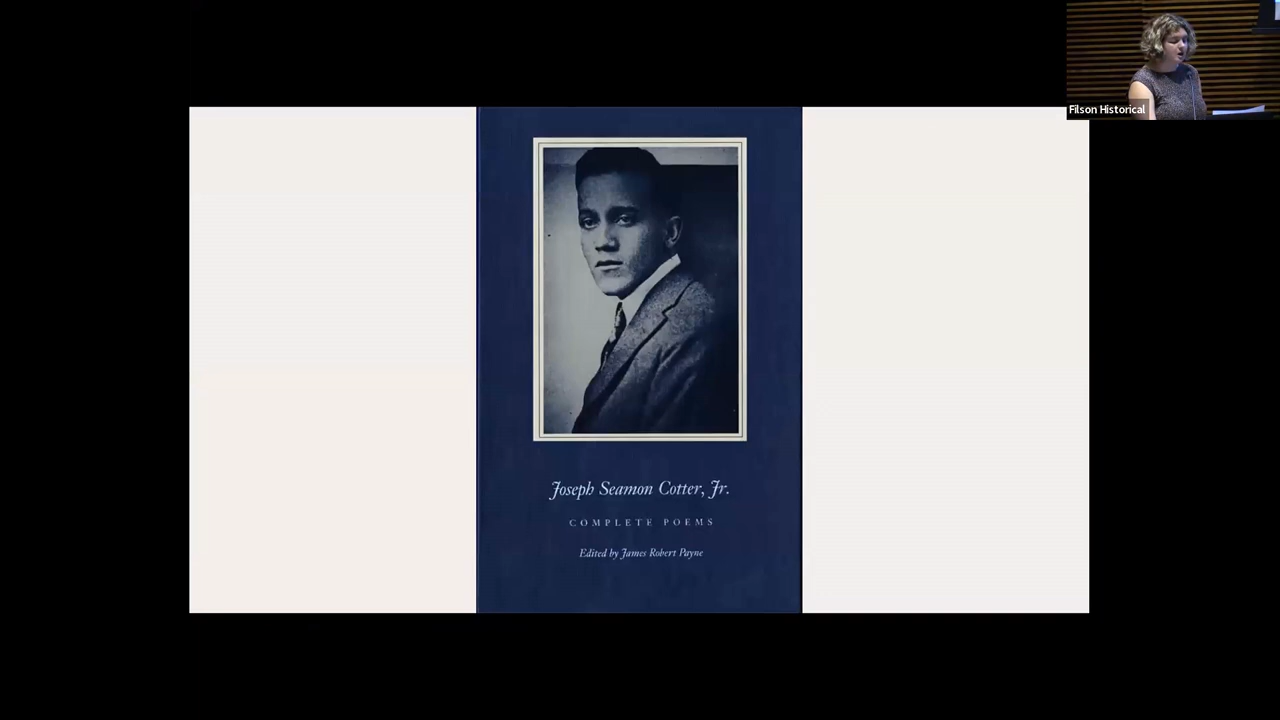 Filson Historical
Joseph Seamon Cotter, Jr.
COMPLETE POEMS
Edited by James Robert Payne